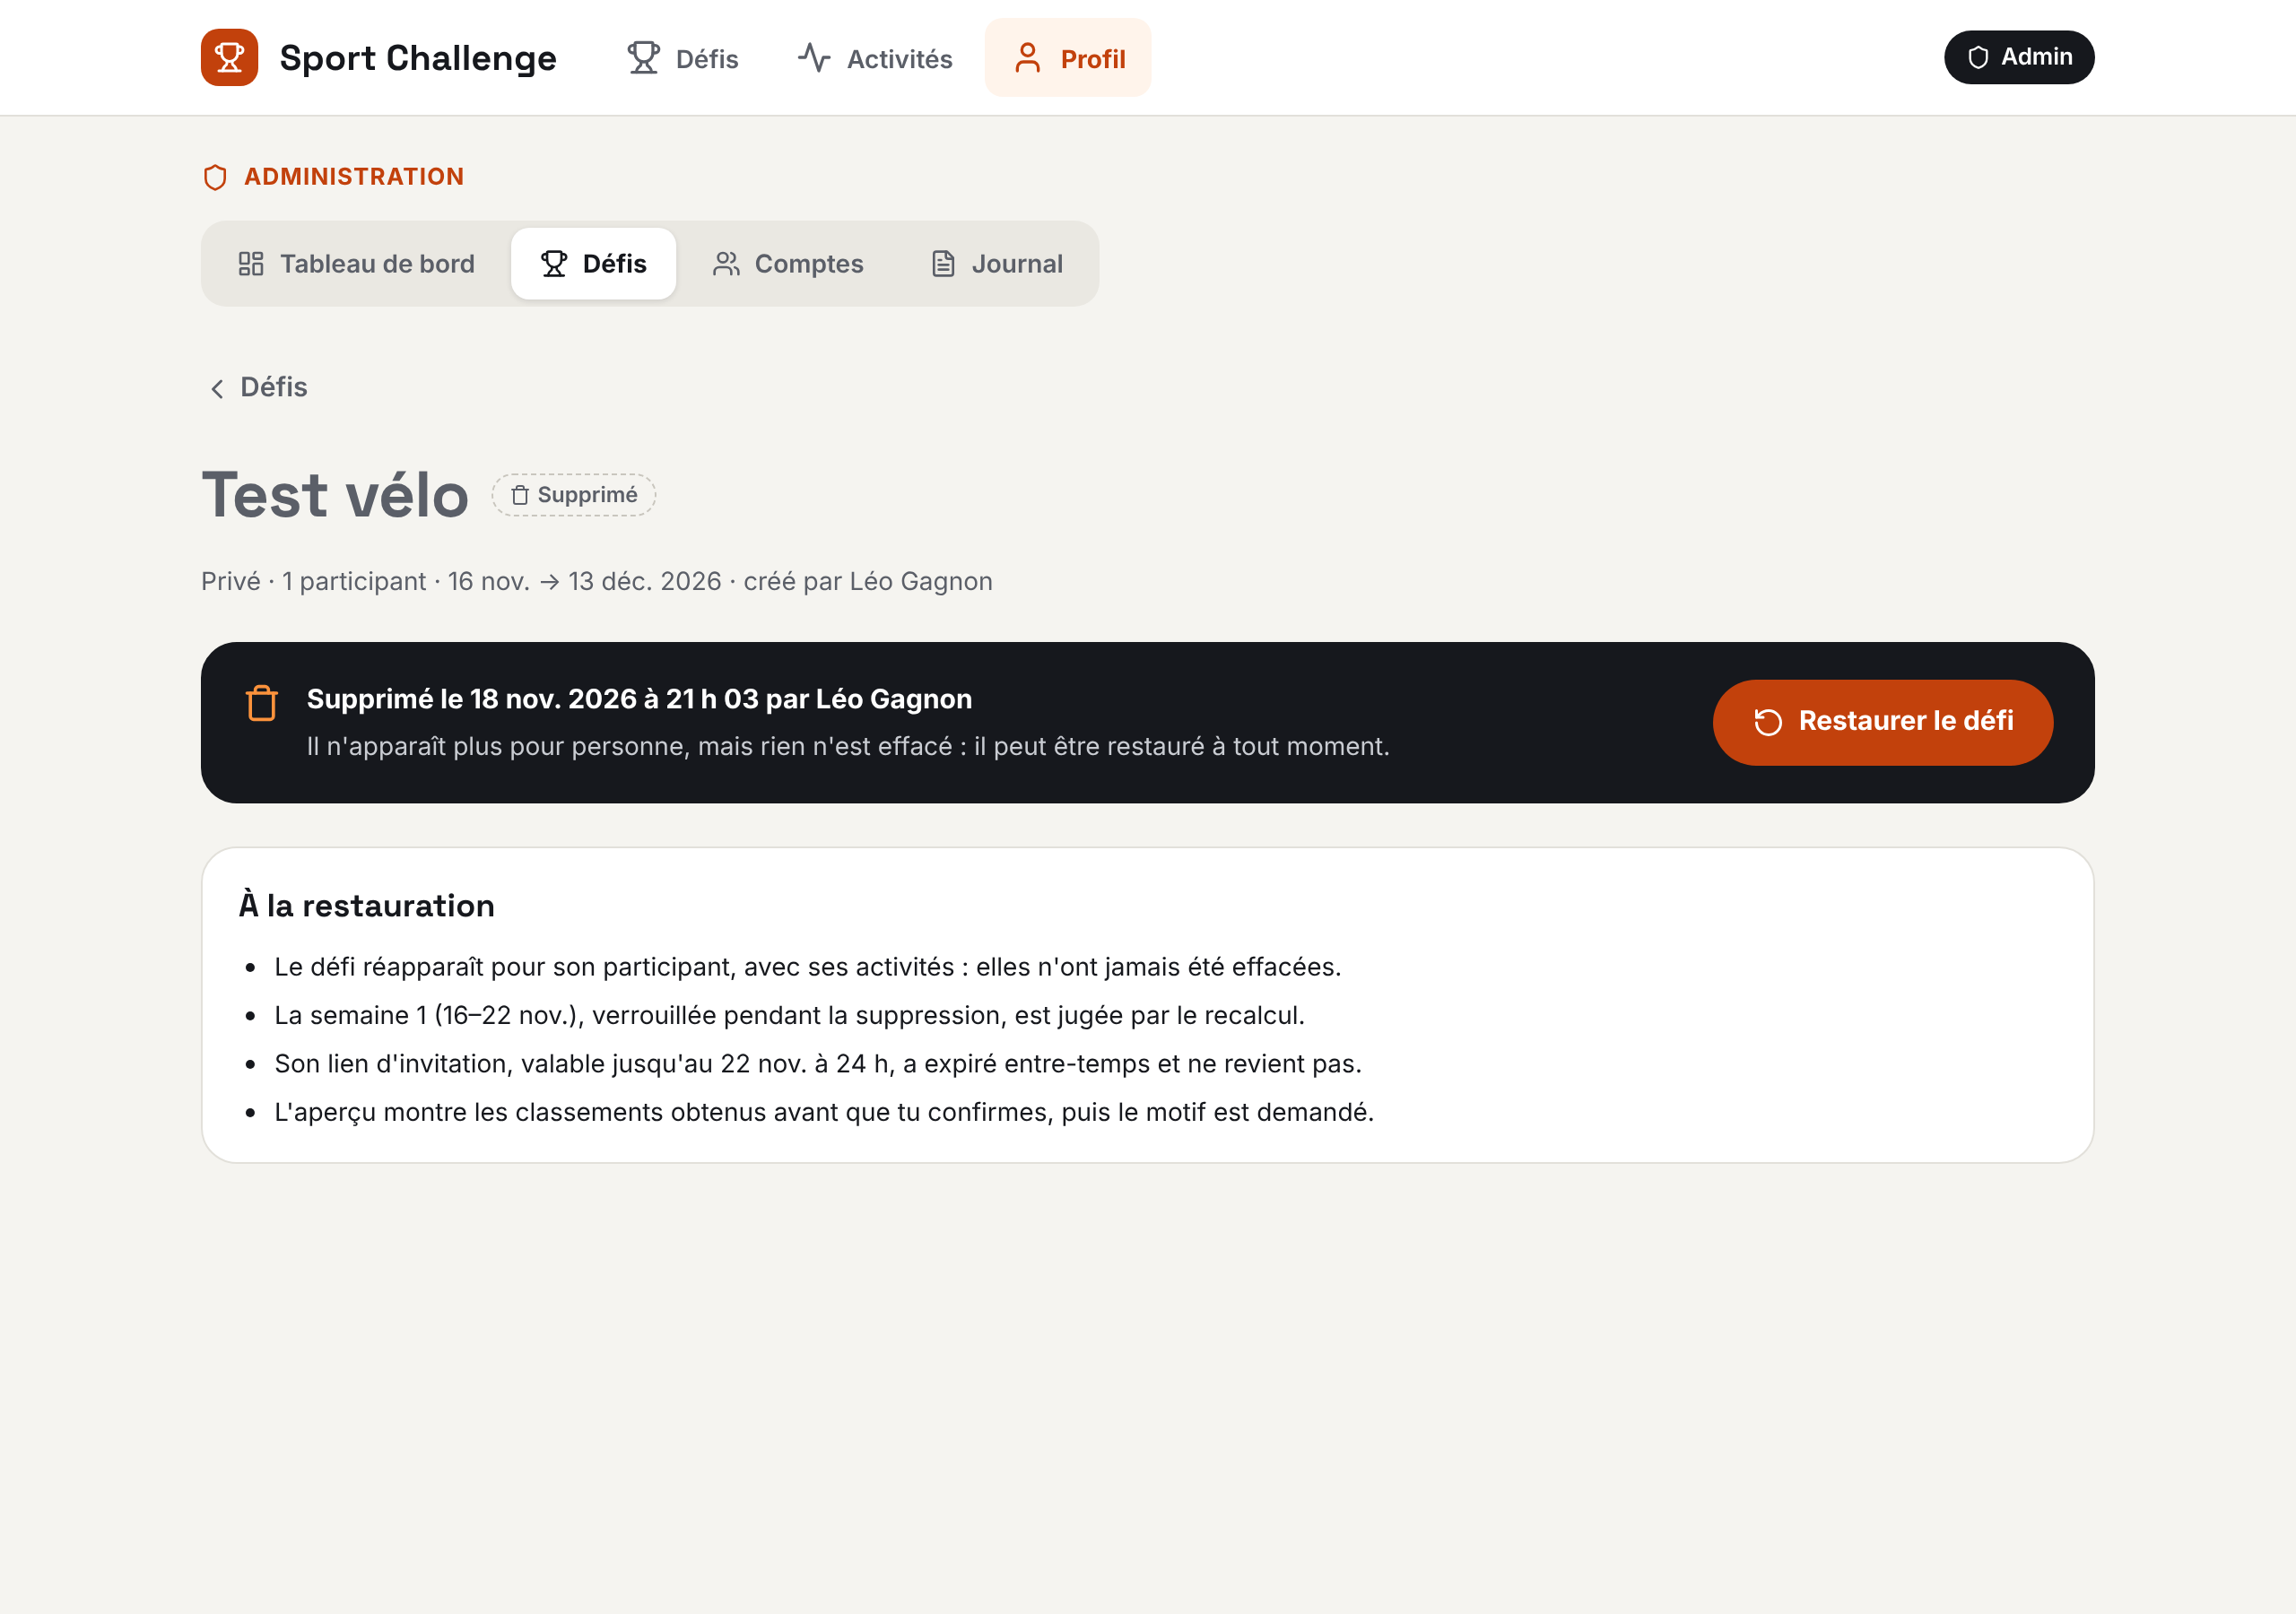 Sport Challenge
Défis
Activités
Profil
Admin
ADMINISTRATION
Tableau de bord
Défis
Comptes
Journal
Défis
Test vélo
Supprimé
Privé · 1 participant · 16 nov. → 13 déc. 2026 · créé par Léo Gagnon
Supprimé le 18 nov. 2026 à 21 h 03 par Léo Gagnon
Il n'apparaît plus pour personne, mais rien n'est effacé : il peut être restauré à tout moment.
Restaurer le défi
À la restauration
• Le défi réapparaît pour son participant, avec ses activités : elles n'ont jamais été effacées.
• La semaine 1 (16–22 nov.), verrouillée pendant la suppression, est jugée par le recalcul.
• Son lien d'invitation, valable jusqu'au 22 nov. à 24 h, a expiré entre-temps et ne revient pas.
• L'aperçu montre les classements obtenus avant que tu confirmes, puis le motif est demandé.